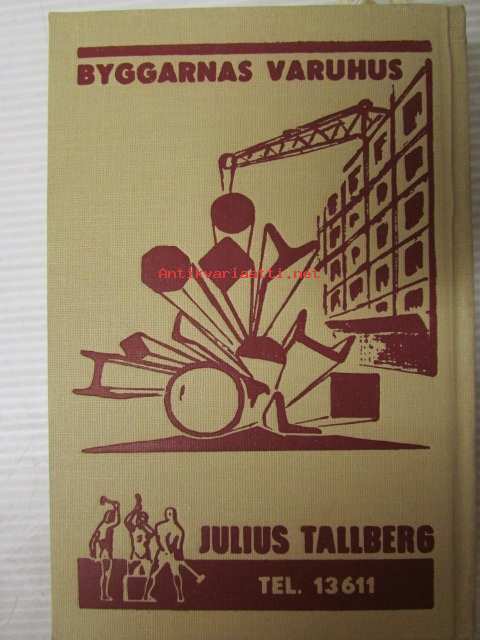 BYGGARNAS VARUHUS
Antikvariaatti.net
JULIUS TALLBERG
TEL. 13611